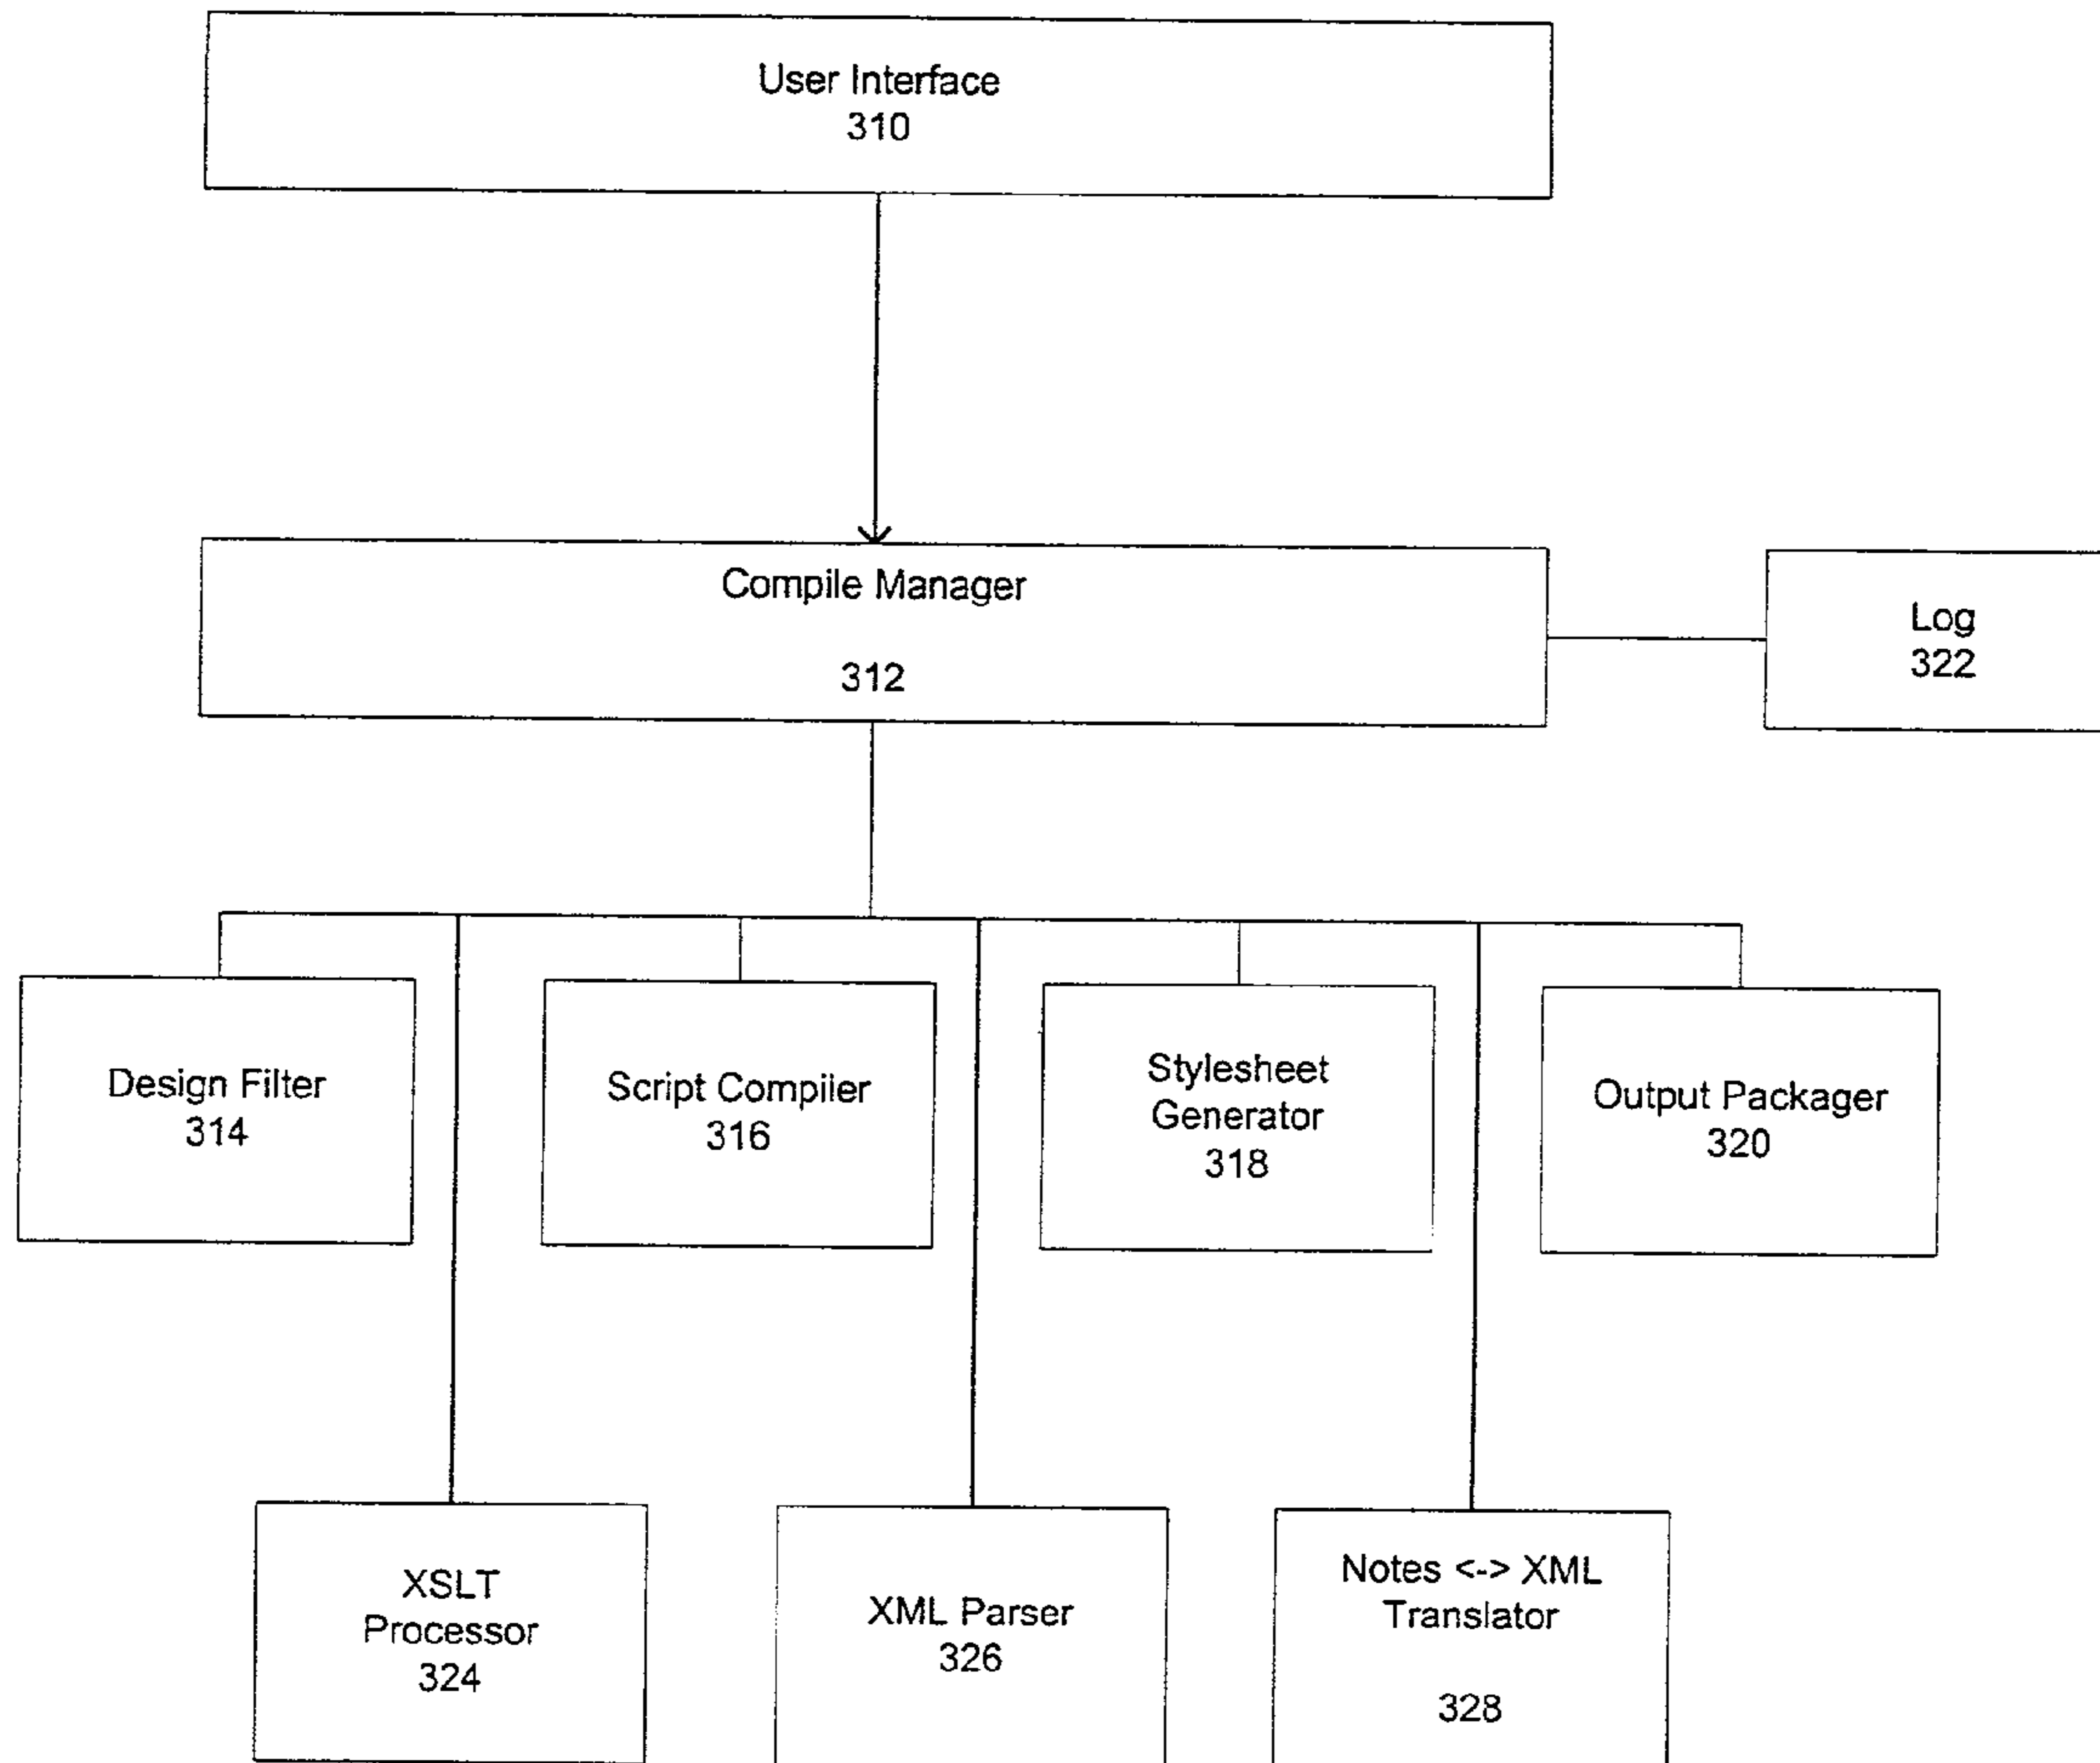 User Interface
310
Compile Manager
312
Log
322
Design Filter
314
Script Compiler
316
Stylesheet
Generator
318
Output Packager
320
XSLT
Processor
324
XML Parser
326
Notes <-> XML
Translator
328